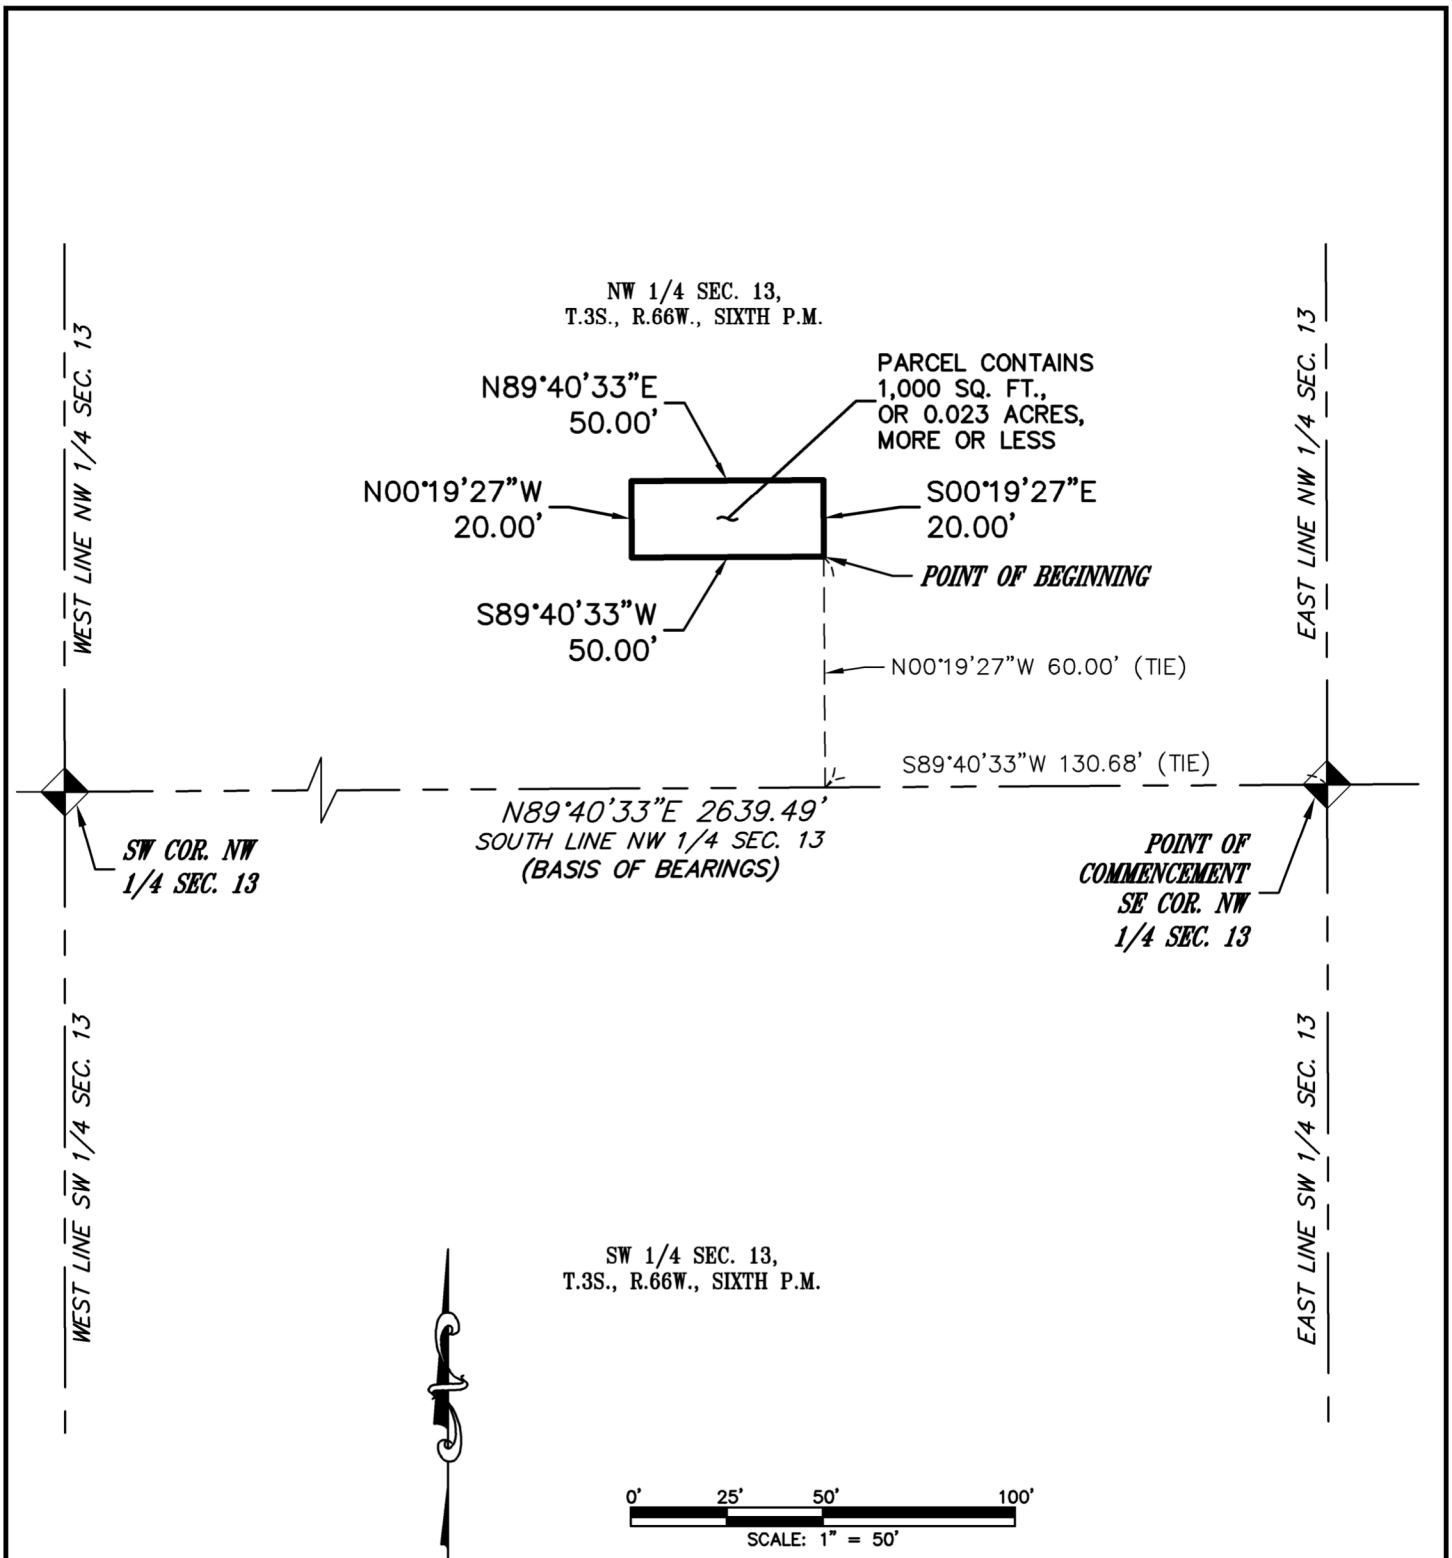 NW 1/4 SEC. 13,
T.3S., R.66W., SIXTH P.M.
WEST LINE NW 1/4 SEC. 13
EAST LINE NW 1/4 SEC. 13
N89°40'33"E
50.00'
PARCEL CONTAINS
1,000 SQ. FT.,
OR 0.023 ACRES,
MORE OR LESS
N00°19'27"W
20.00'
S00°19'27"E
20.00'
POINT OF BEGINNING
S89°40'33"W
50.00'
N00°19'27"W 60.00' (TIE)
S89°40'33"W 130.68' (TIE)
N89°40'33"E 2639.49'
SOUTH LINE NW 1/4 SEC. 13
(BASIS OF BEARINGS)
SW COR. NW
1/4 SEC. 13
POINT OF
COMMENCEMENT
SE COR. NW
1/4 SEC. 13
WEST LINE SW 1/4 SEC. 13
EAST LINE SW 1/4 SEC. 13
SW 1/4 SEC. 13,
T.3S., R.66W., SIXTH P.M.
0' 25' 50' 100'
SCALE: 1" = 50'